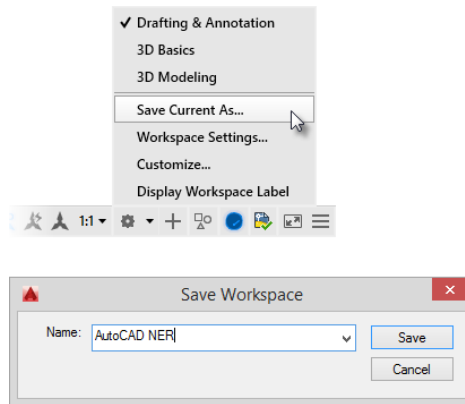 Drafting & Annotation
3D Basics
3D Modeling
Save Current As...
Workspace Settings...
Customize...
Display Workspace Label
1:1
Save Workspace
Name: AutoCAD NER Save
Cancel